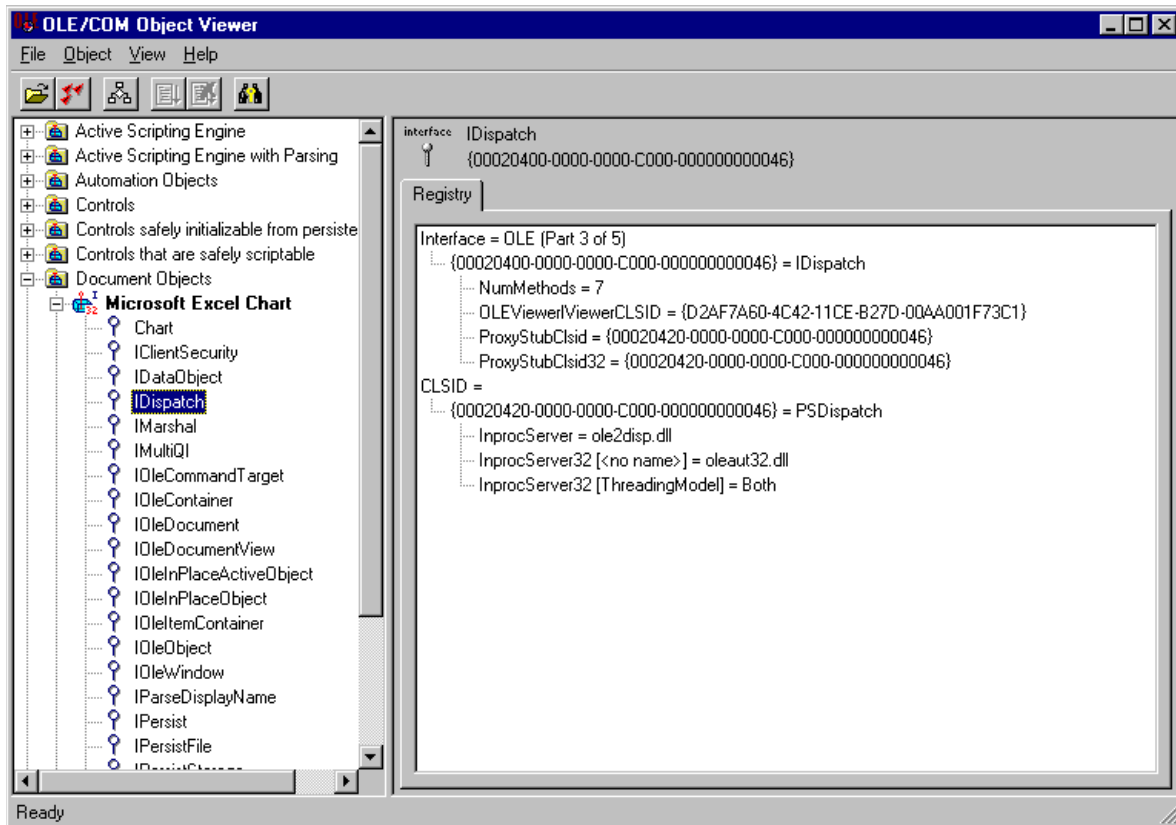 OLE/COM Object Viewer
File Object View Help
Active Scripting Engine
Active Scripting Engine with Parsing
Automation Objects
Controls
Controls safely initializable from persiste
Controls that are safely scriptable
Document Objects
Microsoft Excel Chart
Chart
IClientSecurity
IDataObject
IDispatch
IMarshal
IMultiQI
IOleCommandTarget
IOleContainer
IOleDocument
IOleDocumentView
IOleInPlaceActiveObject
IOleInPlaceObject
IOleItemContainer
IOleObject
IOleWindow
IParseDisplayName
IPersist
IPersistFile
interface IDispatch
{00020400-0000-0000-C000-000000000046}
Registry
Interface = OLE (Part 3 of 5)
{00020400-0000-0000-C000-000000000046} = IDispatch
NumMethods = 7
OLEViewerIViewerCLSID = {D2AF7A60-4C42-11CE-B27D-00AA001F73C1}
ProxyStubClsid = {00020420-0000-0000-C000-000000000046}
ProxyStubClsid32 = {00020420-0000-0000-C000-000000000046}
CLSID =
{00020420-0000-0000-C000-000000000046} = PSDispatch
InprocServer = ole2disp.dll
InprocServer32 [<no name>] = oleaut32.dll
InprocServer32 [ThreadingModel] = Both
Ready